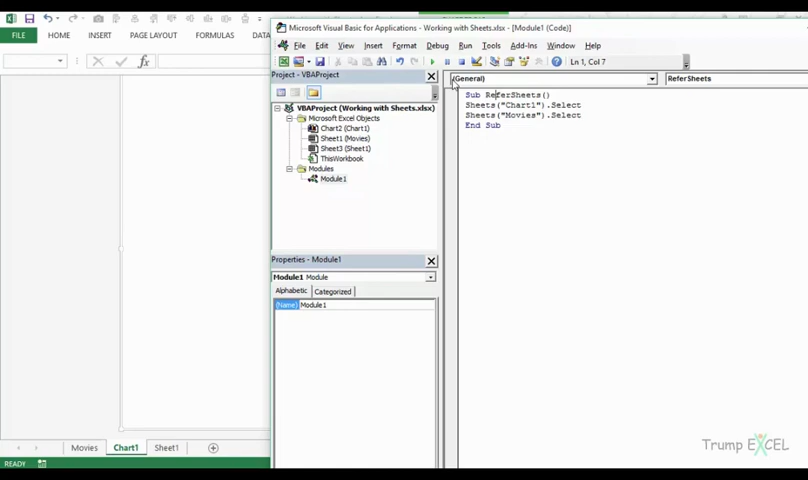 Microsoft Visual Basic for Applications - Working with Sheets.xlsx - [Module1 (Code)]
FILE HOME INSERT PAGE LAYOUT FORMULAS
File Edit View Insert Format Debug Run Tools Add-Ins Window Help
Ln 1, Col 7
fx
Project - VBAProject
(General)
ReferSheets
VBAProject (Working with Sheets.xlsx)
Microsoft Excel Objects
Chart2 (Chart1)
Sheet1 (Movies)
Sheet3 (Sheet1)
ThisWorkbook
Modules
Module1
Sub ReferSheets()
Sheets("Chart1").Select
Sheets("Movies").Select
End Sub
Properties - Module1
Module1 Module
Alphabetic Categorized
(Name) Module1
Movies Chart1 Sheet1
READY
Trump EXCEL